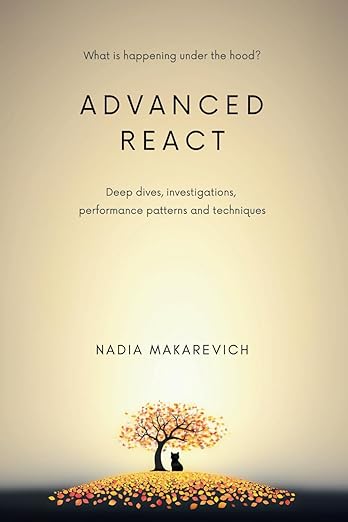 What is happening under the hood?
ADVANCED
REACT
Deep dives, investigations,
performance patterns and techniques
NADIA MAKAREVICH